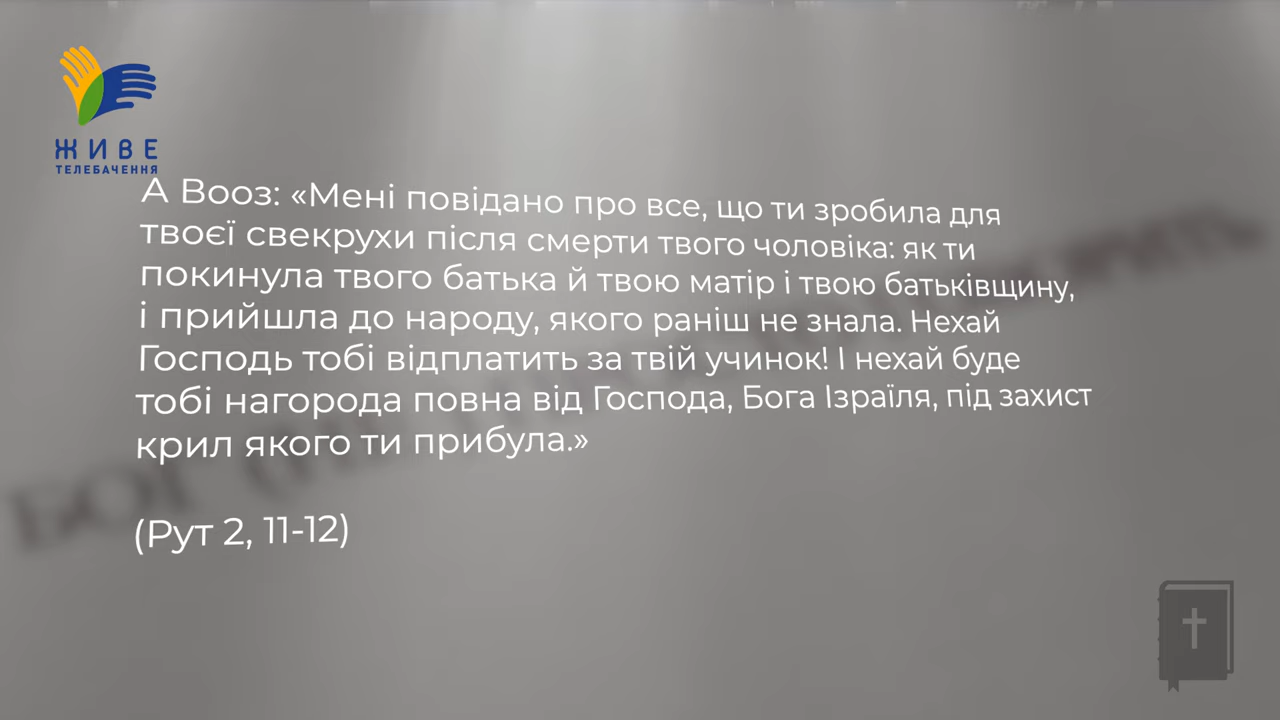 ЖИВЕ
ТЕЛЕБАЧЕННЯ
А Вооз: «Мені повідано про все, що ти зробила для
твоєї свекрухи після смерти твого чоловіка: як ти
покинула твого батька й твою матір і твою батьківщину,
і прийшла до народу, якого раніш не знала. Нехай
Господь тобі відплатить за твій учинок! І нехай буде
тобі нагорода повна від Господа, Бога Ізраїля, під захист
крил якого ти прибула.»
(Рут 2, 11-12)
БОГ